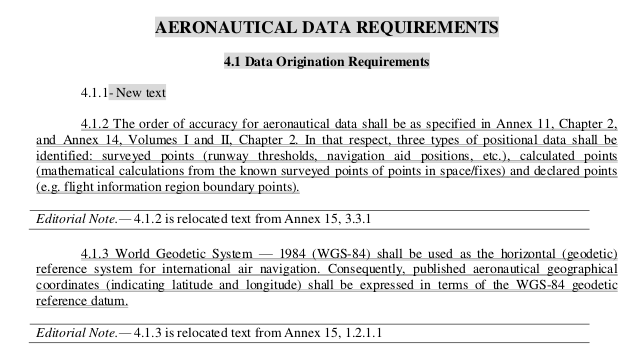 AERONAUTICAL DATA REQUIREMENTS
4.1 Data Origination Requirements
4.1.1- New text
4.1.2 The order of accuracy for aeronautical data shall be as specified in Annex 11, Chapter 2,
and Annex 14, Volumes I and II, Chapter 2. In that respect, three types of positional data shall be
identified: surveyed points (runway thresholds, navigation aid positions, etc.), calculated points
(mathematical calculations from the known surveyed points of points in space/fixes) and declared points
(e.g. flight information region boundary points).
Editorial Note.— 4.1.2 is relocated text from Annex 15, 3.3.1
4.1.3 World Geodetic System — 1984 (WGS-84) shall be used as the horizontal (geodetic)
reference system for international air navigation. Consequently, published aeronautical geographical
coordinates (indicating latitude and longitude) shall be expressed in terms of the WGS-84 geodetic
reference datum.
Editorial Note.— 4.1.3 is relocated text from Annex 15, 1.2.1.1